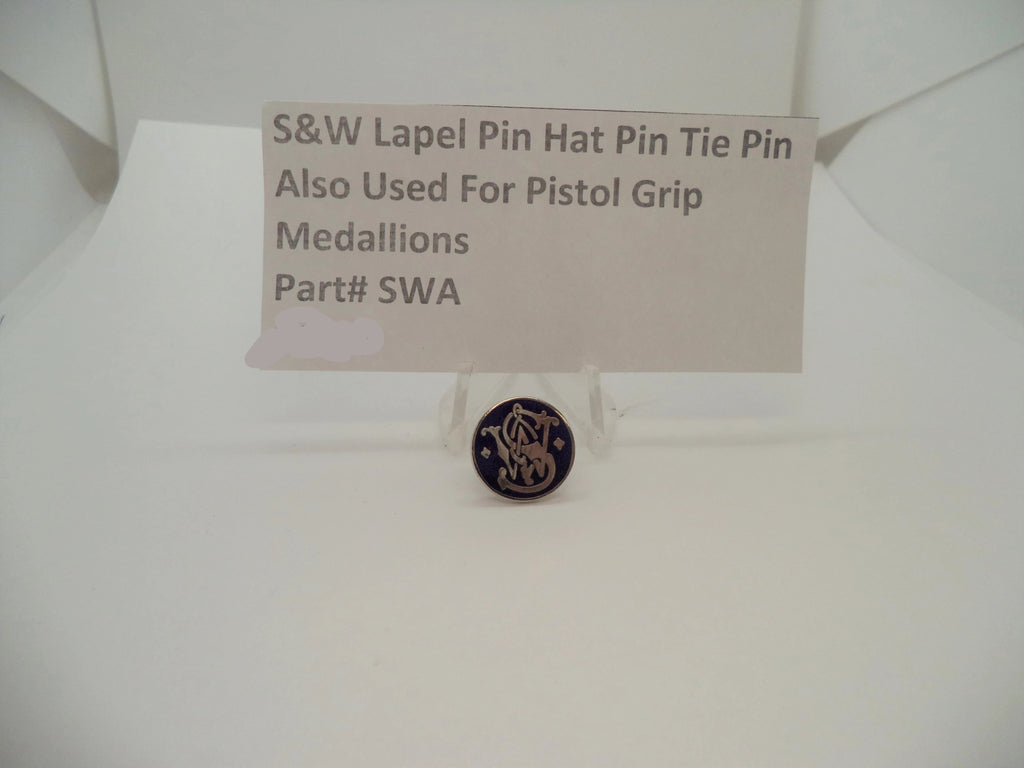 S&W Lapel Pin Hat Pin Tie Pin
Also Used For Pistol Grip
Medallions
Part# SWA
S&W